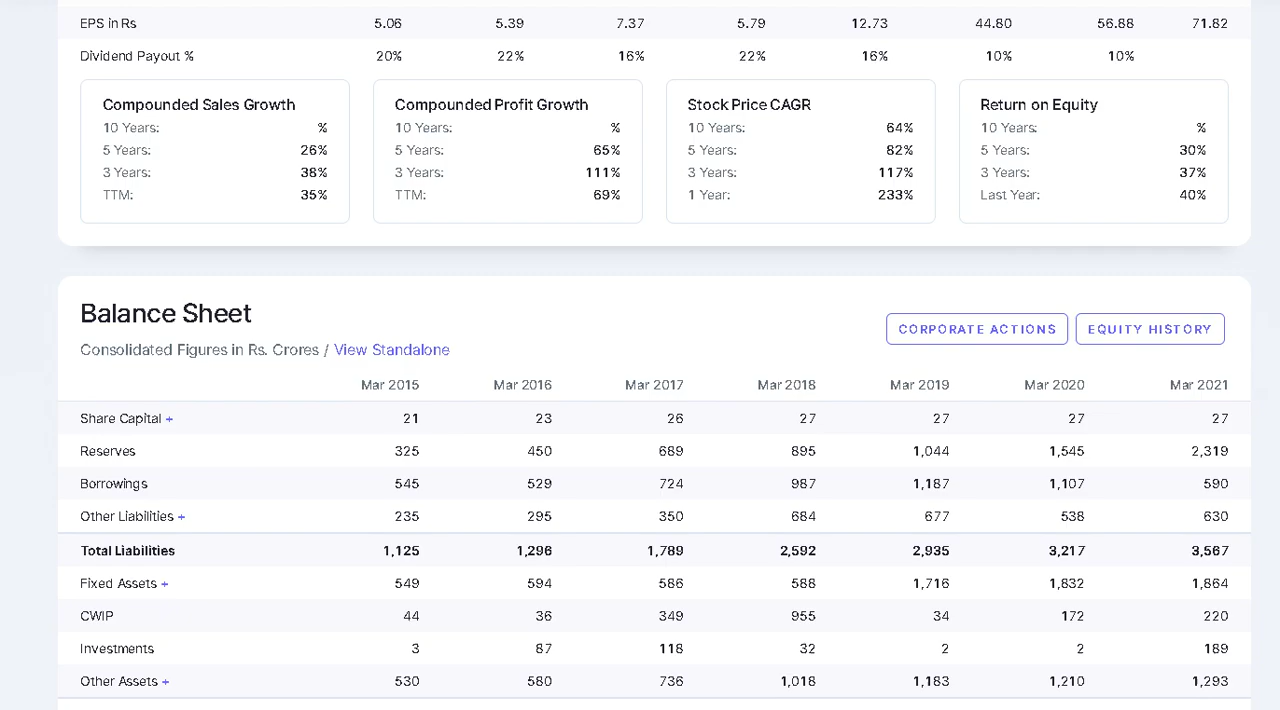 EPS in Rs 5.06 5.39 7.37 5.79 12.73 44.80 56.88 71.82
Dividend Payout % 20% 22% 16% 22% 16% 10% 10%
Compounded Sales Growth
10 Years: %
5 Years: 26%
3 Years: 38%
TTM: 35%
Compounded Profit Growth
10 Years: %
5 Years: 65%
3 Years: 111%
TTM: 69%
Stock Price CAGR
10 Years: 64%
5 Years: 82%
3 Years: 117%
1 Year: 233%
Return on Equity
10 Years: %
5 Years: 30%
3 Years: 37%
Last Year: 40%
Balance Sheet
CORPORATE ACTIONS EQUITY HISTORY
Consolidated Figures in Rs. Crores / View Standalone
Mar 2015 Mar 2016 Mar 2017 Mar 2018 Mar 2019 Mar 2020 Mar 2021
Share Capital + 21 23 26 27 27 27 27
Reserves 325 450 689 895 1,044 1,545 2,319
Borrowings 545 529 724 987 1,187 1,107 590
Other Liabilities + 235 295 350 684 677 538 630
Total Liabilities 1,125 1,296 1,789 2,592 2,935 3,217 3,567
Fixed Assets + 549 594 586 588 1,716 1,832 1,864
CWIP 44 36 349 955 34 172 220
Investments 3 87 118 32 2 2 189
Other Assets + 530 580 736 1,018 1,183 1,210 1,293